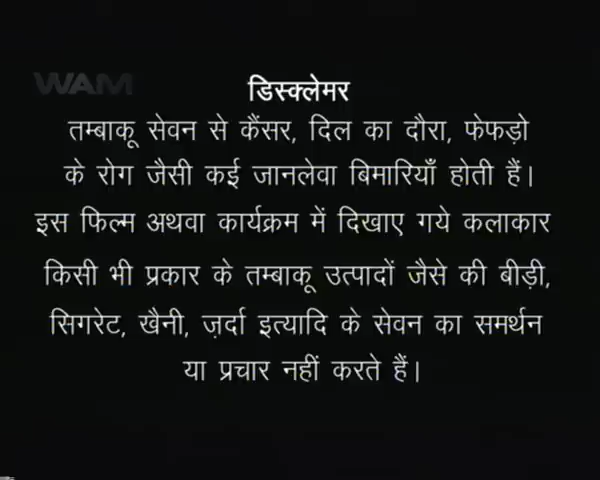 WAM
डिस्क्लेमर
तम्बाकू सेवन से कैंसर, दिल का दौरा, फेफड़ो
के रोग जैसी कई जानलेवा बिमारियाँ होती हैं।
इस फिल्म अथवा कार्यक्रम में दिखाए गये कलाकार
किसी भी प्रकार के तम्बाकू उत्पादों जैसे की बीड़ी,
सिगरेट, खैनी, ज़र्दा इत्यादि के सेवन का समर्थन
या प्रचार नहीं करते हैं।